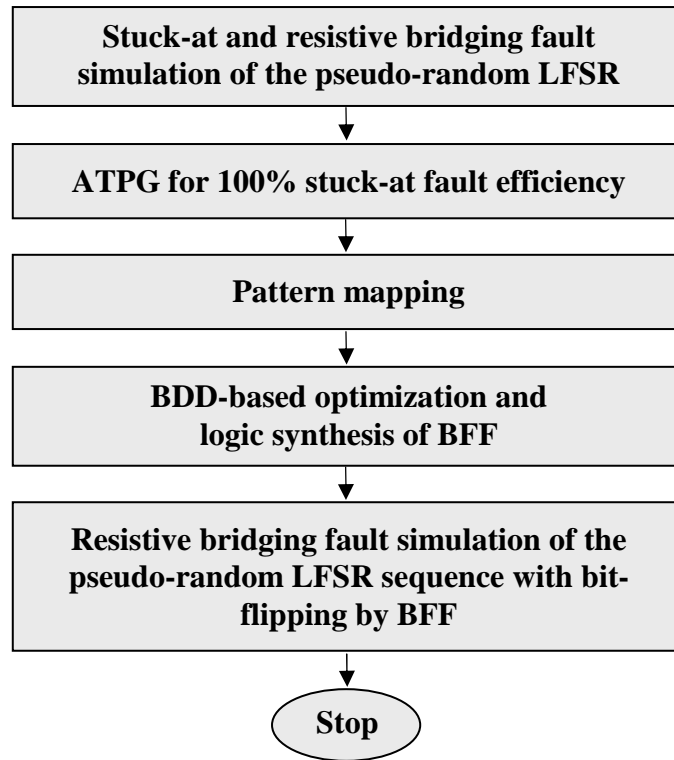 Stuck-at and resistive bridging fault
simulation of the pseudo-random LFSR
ATPG for 100% stuck-at fault efficiency
Pattern mapping
BDD-based optimization and
logic synthesis of BFF
Resistive bridging fault simulation of the
pseudo-random LFSR sequence with bit-
flipping by BFF
Stop